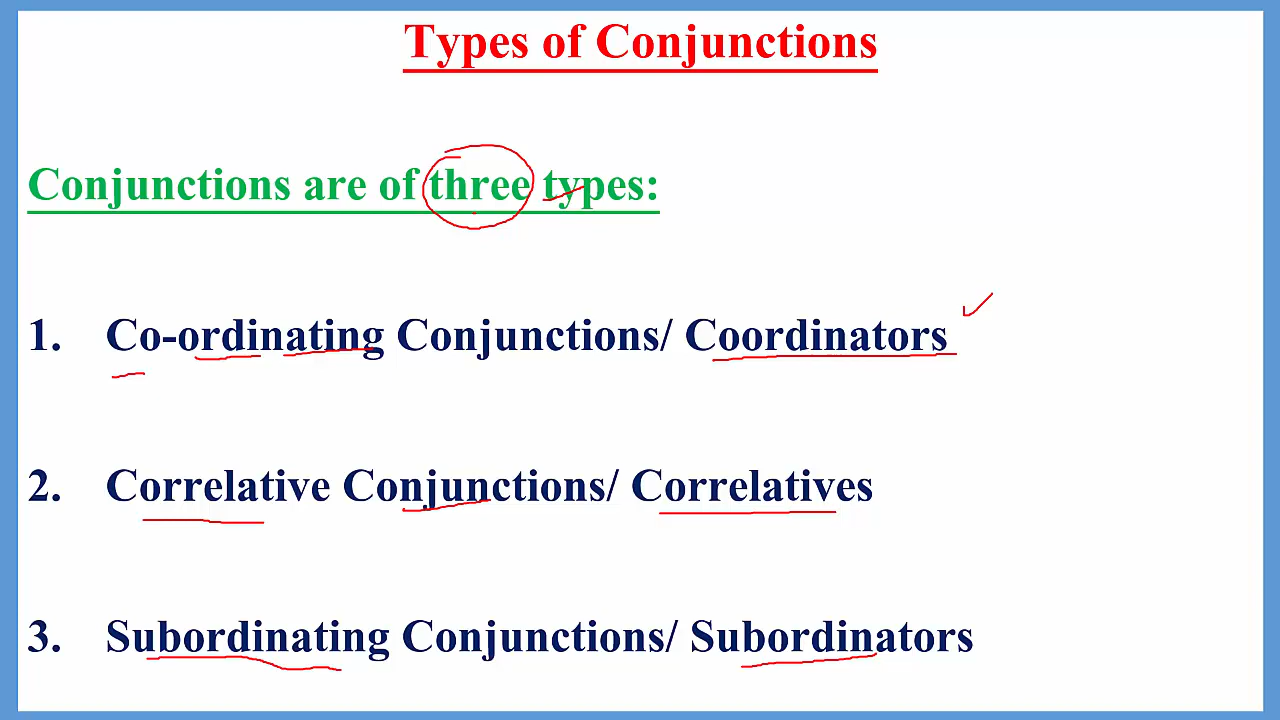 Types of Conjunctions
Conjunctions are of three types:
1. Co-ordinating Conjunctions/ Coordinators
2. Correlative Conjunctions/ Correlatives
3. Subordinating Conjunctions/ Subordinators